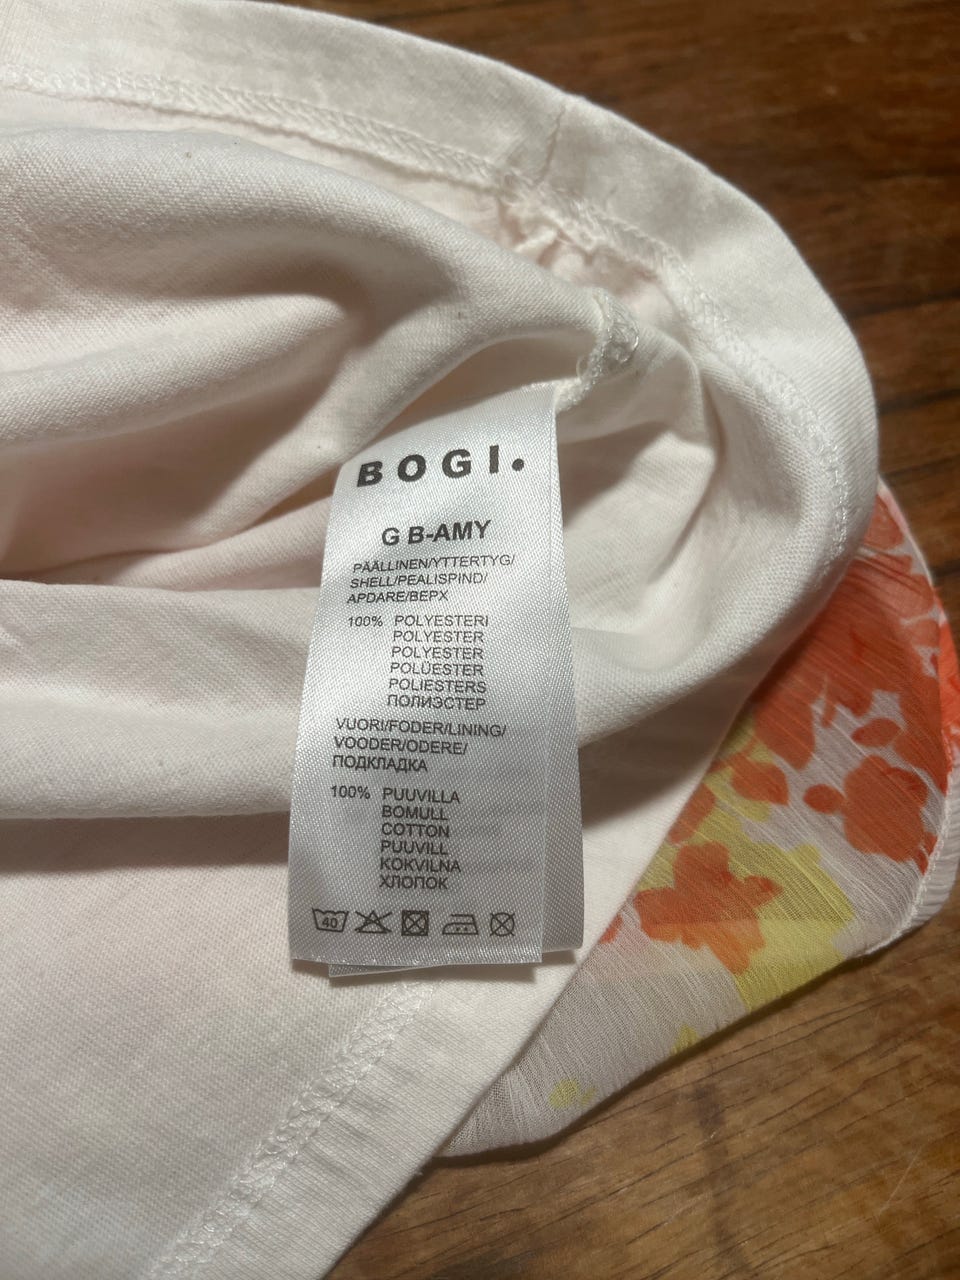 BOGI.
G B-AMY
PÄÄLLINEN/YTTERTYG/
SHELL/PEALISPIND/
APDARE/ВЕРХ
100% POLYESTERI
POLYESTER
POLYESTER
POLÜESTER
POLIESTERS
ПОЛИЭСТЕР
VUORI/FODER/LINING/
VOODER/ODERE/
ПОДКЛАДКА
100% PUUVILLA
BOMULL
COTTON
PUUVILL
KOKVILNA
ХЛОПОК
40